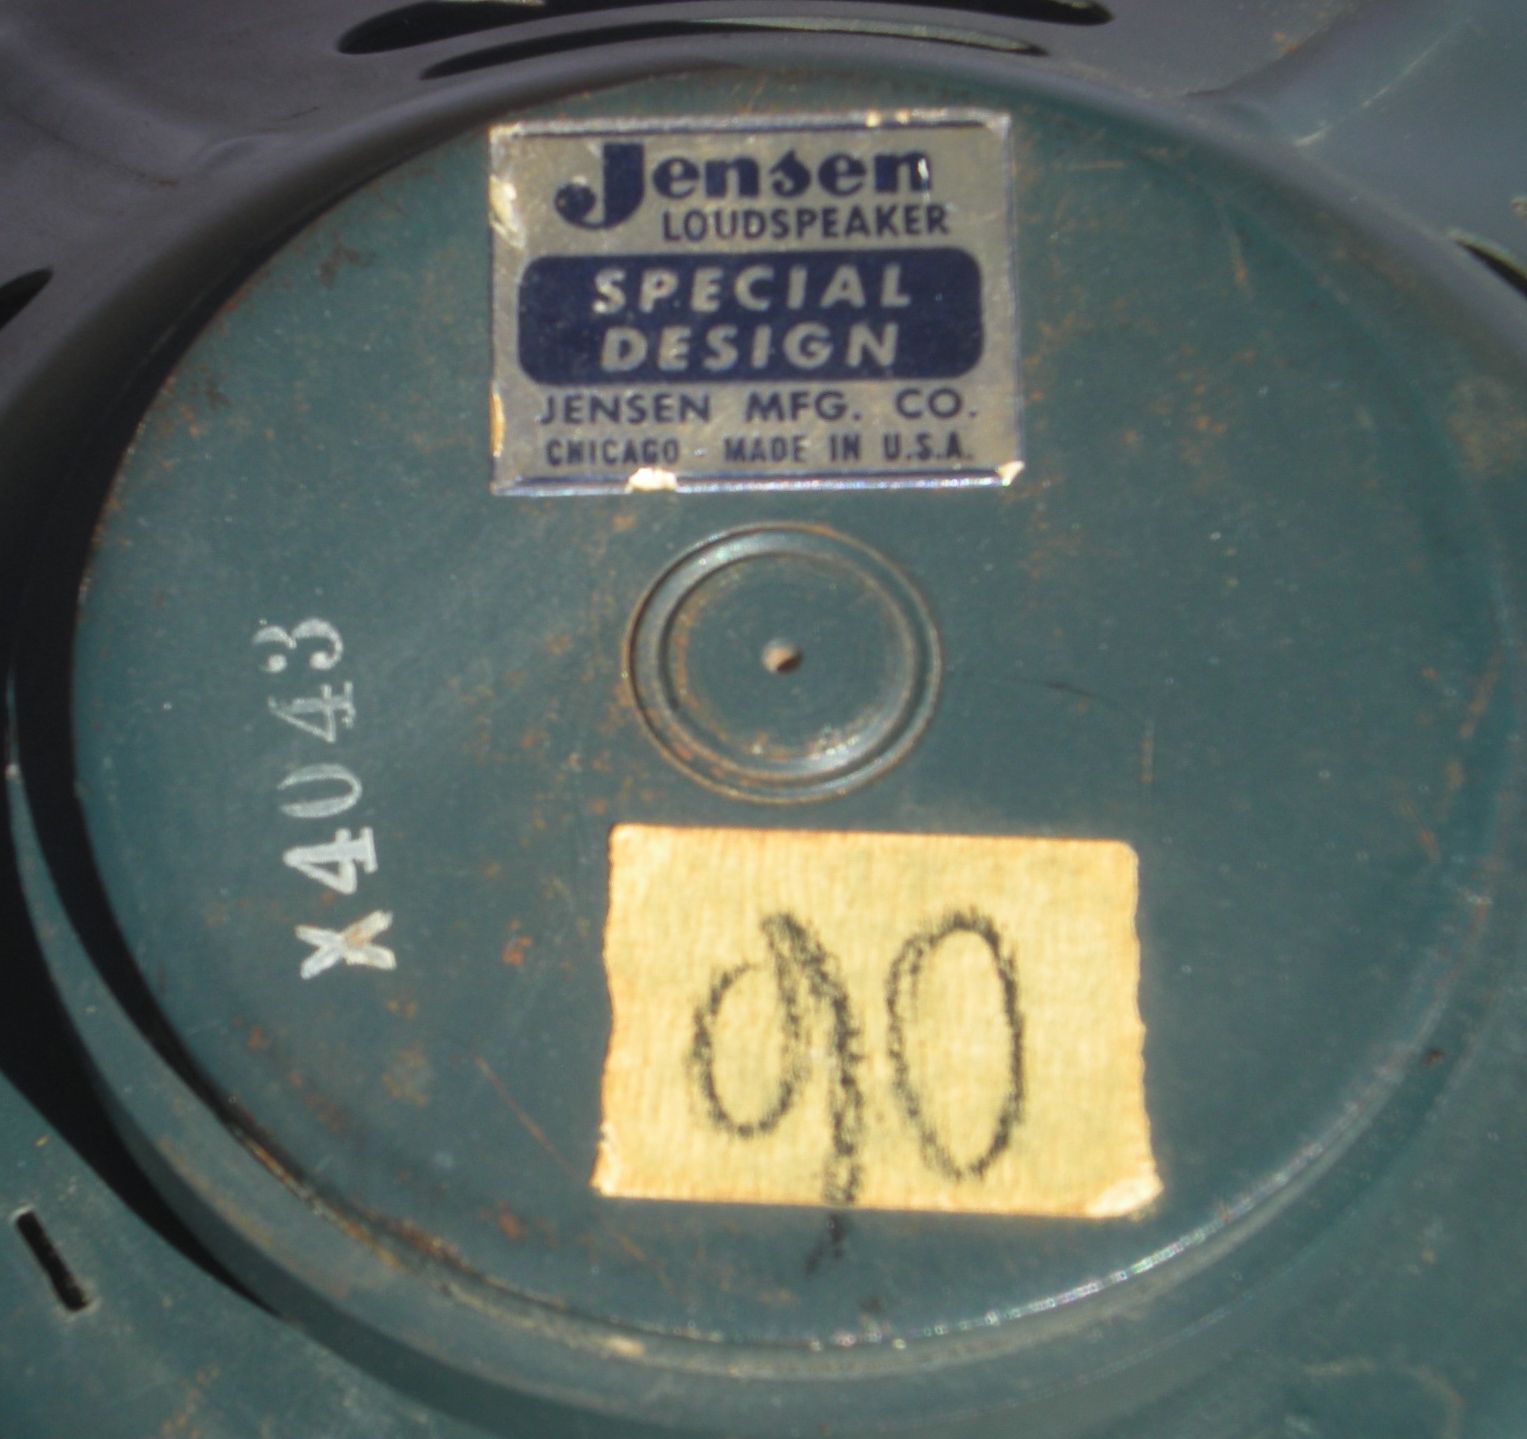 Jensen
LOUDSPEAKER
SPECIAL
DESIGN
JENSEN MFG. CO.
CHICAGO - MADE IN U.S.A.
X4043
90